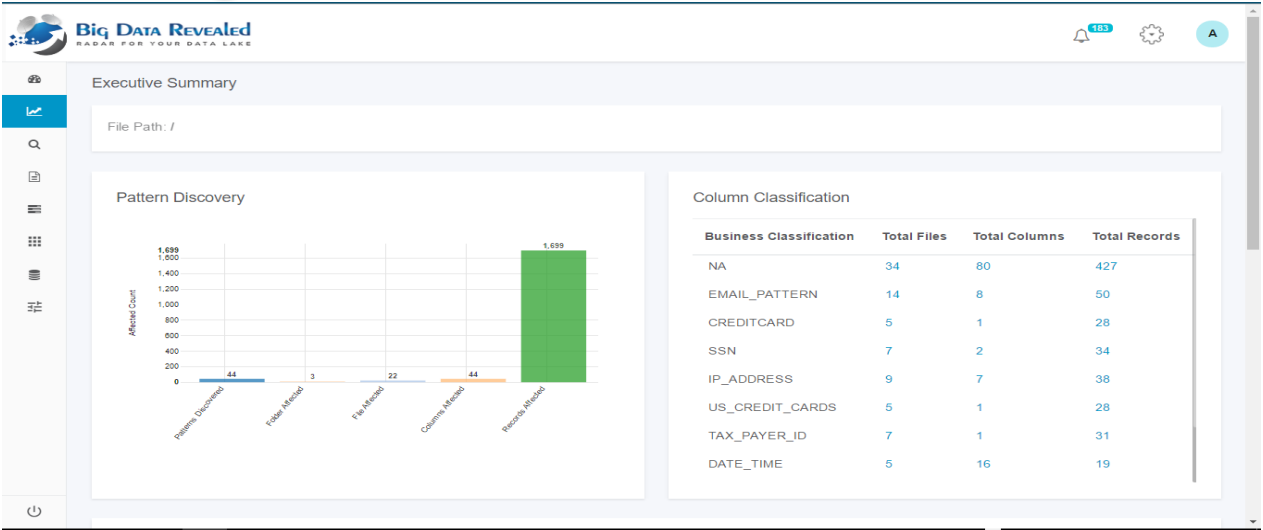 Big Data Revealed
RADAR FOR YOUR DATA LAKE
183
A
Executive Summary
File Path: /
Pattern Discovery
1,699
1,600
1,400
1,200
1,000
800
600
400
200
0
Affected Count
44
3
22
44
1,699
Patterns Discovered
Folder Affected
File Affected
Columns Affected
Records Affected
Column Classification
Business Classification Total Files Total Columns Total Records
NA 34 80 427
EMAIL_PATTERN 14 8 50
CREDITCARD 5 1 28
SSN 7 2 34
IP_ADDRESS 9 7 38
US_CREDIT_CARDS 5 1 28
TAX_PAYER_ID 7 1 31
DATE_TIME 5 16 19